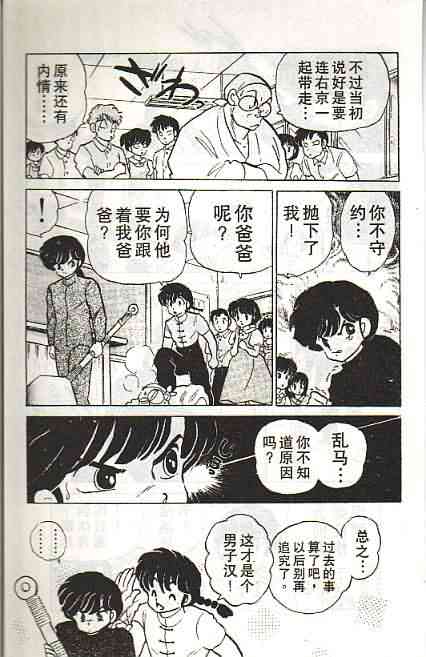 不过当初
说好是要
连右京一
起带走…
原来还有
内情……
你不守
约…
抛下了
我！
你爸爸
呢？
为何他
要你跟
着我爸
爸？
！
乱马…
你不知
道原因
吗？
总之…
过去的事
算了吧，
以后别再
追究了。
这才是个
男子汉！
……
……